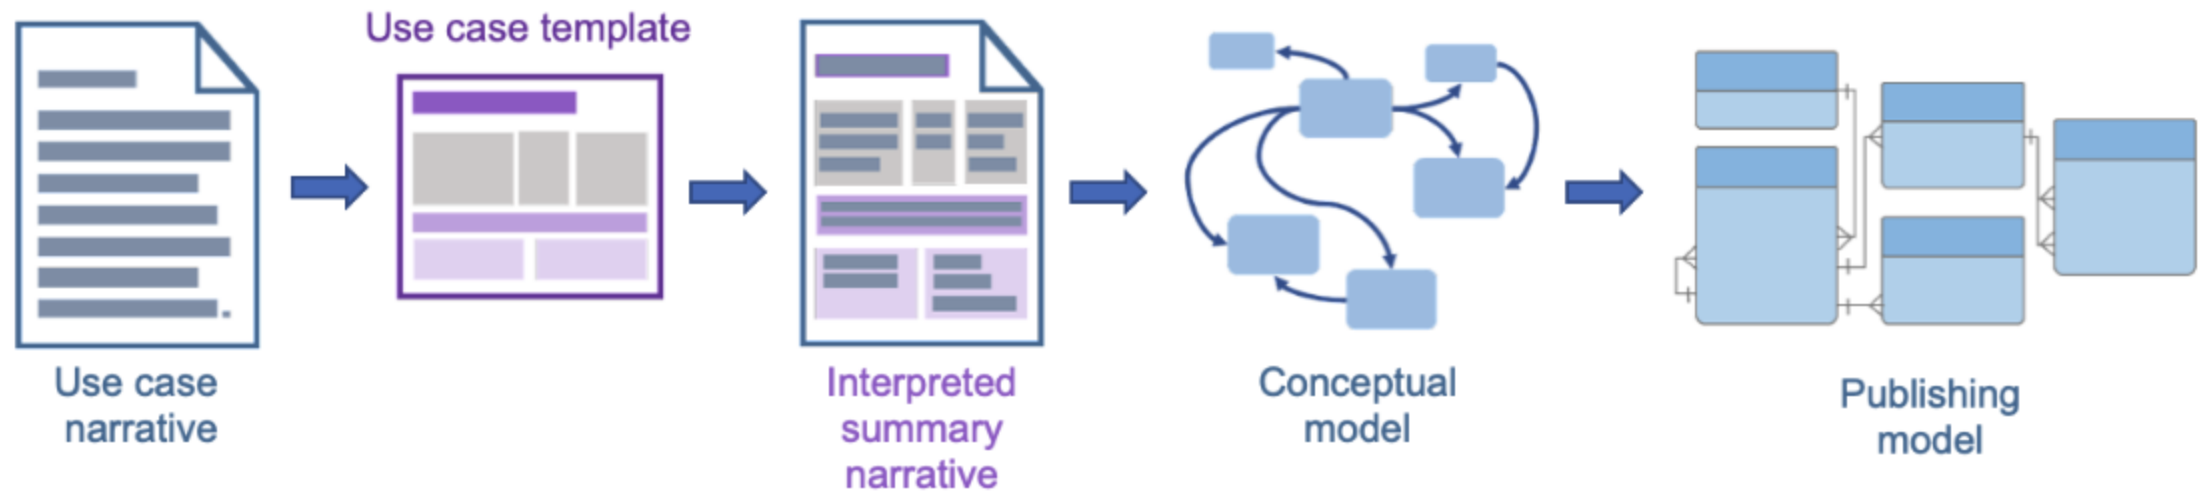 Use case
narrative
Use case template
Interpreted
summary
narrative
Conceptual
model
Publishing
model